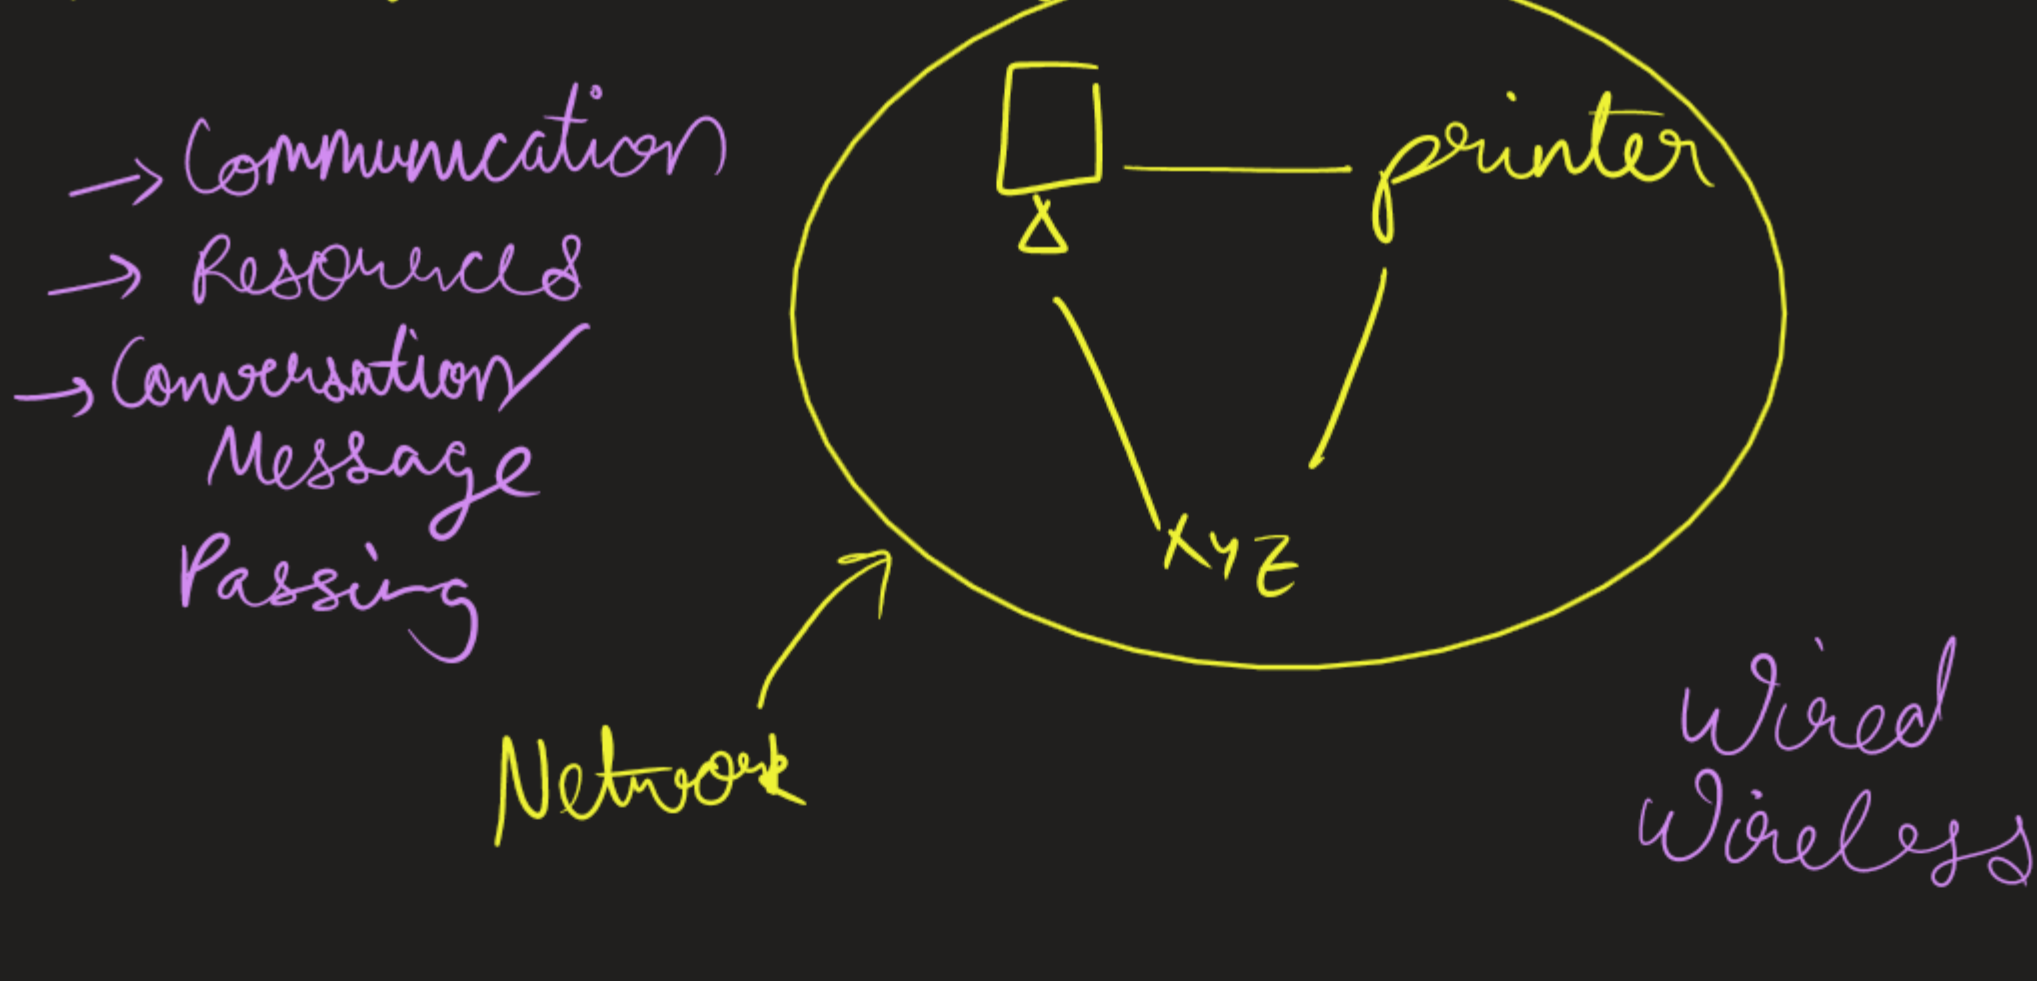 → Communication
→ Resources
→ Conversation/
Message
Passing
printer
XYZ
Network
Wired
Wireless